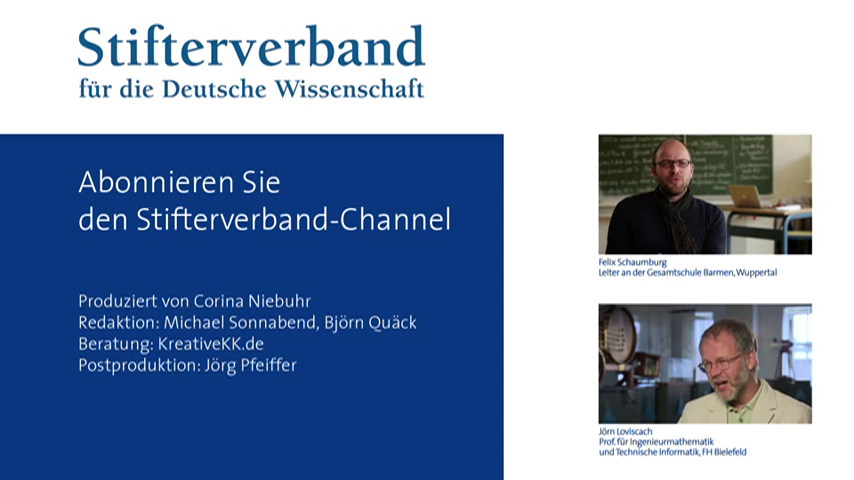 Stifterverband
für die Deutsche Wissenschaft
Abonnieren Sie
den Stifterverband-Channel
Produziert von Corina Niebuhr
Redaktion: Michael Sonnabend, Björn Quäck
Beratung: KreativeKK.de
Postproduktion: Jörg Pfeiffer
Felix Schaumburg
Leiter an der Gesamtschule Barmen, Wuppertal
Jörn Loviscach
Prof. für Ingenieurmathematik
und Technische Informatik, FH Bielefeld